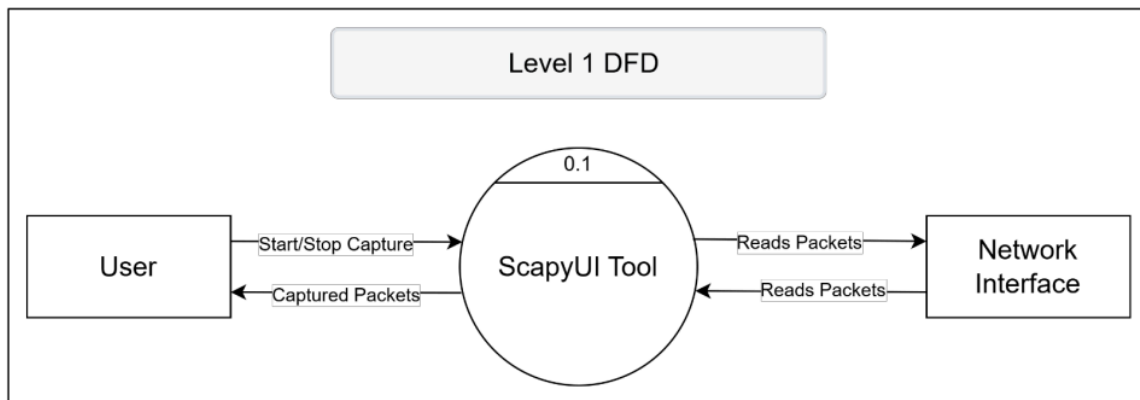 Level 1 DFD
0.1
User
Start/Stop Capture
Captured Packets
ScapyUI Tool
Reads Packets
Reads Packets
Network
Interface